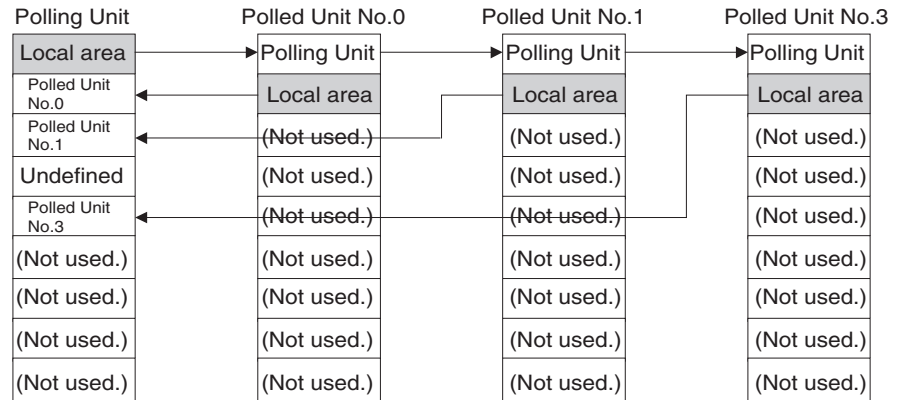 Polling Unit Polled Unit No.0 Polled Unit No.1 Polled Unit No.3
Local area Polling Unit Polling Unit Polling Unit
Polled Unit
No.0
Local area Local area Local area
Polled Unit
No.1
(Not used.) (Not used.) (Not used.)
Undefined (Not used.) (Not used.) (Not used.)
Polled Unit
No.3
(Not used.) (Not used.) (Not used.)
(Not used.) (Not used.) (Not used.) (Not used.)
(Not used.) (Not used.) (Not used.) (Not used.)
(Not used.) (Not used.) (Not used.) (Not used.)
(Not used.) (Not used.) (Not used.) (Not used.)